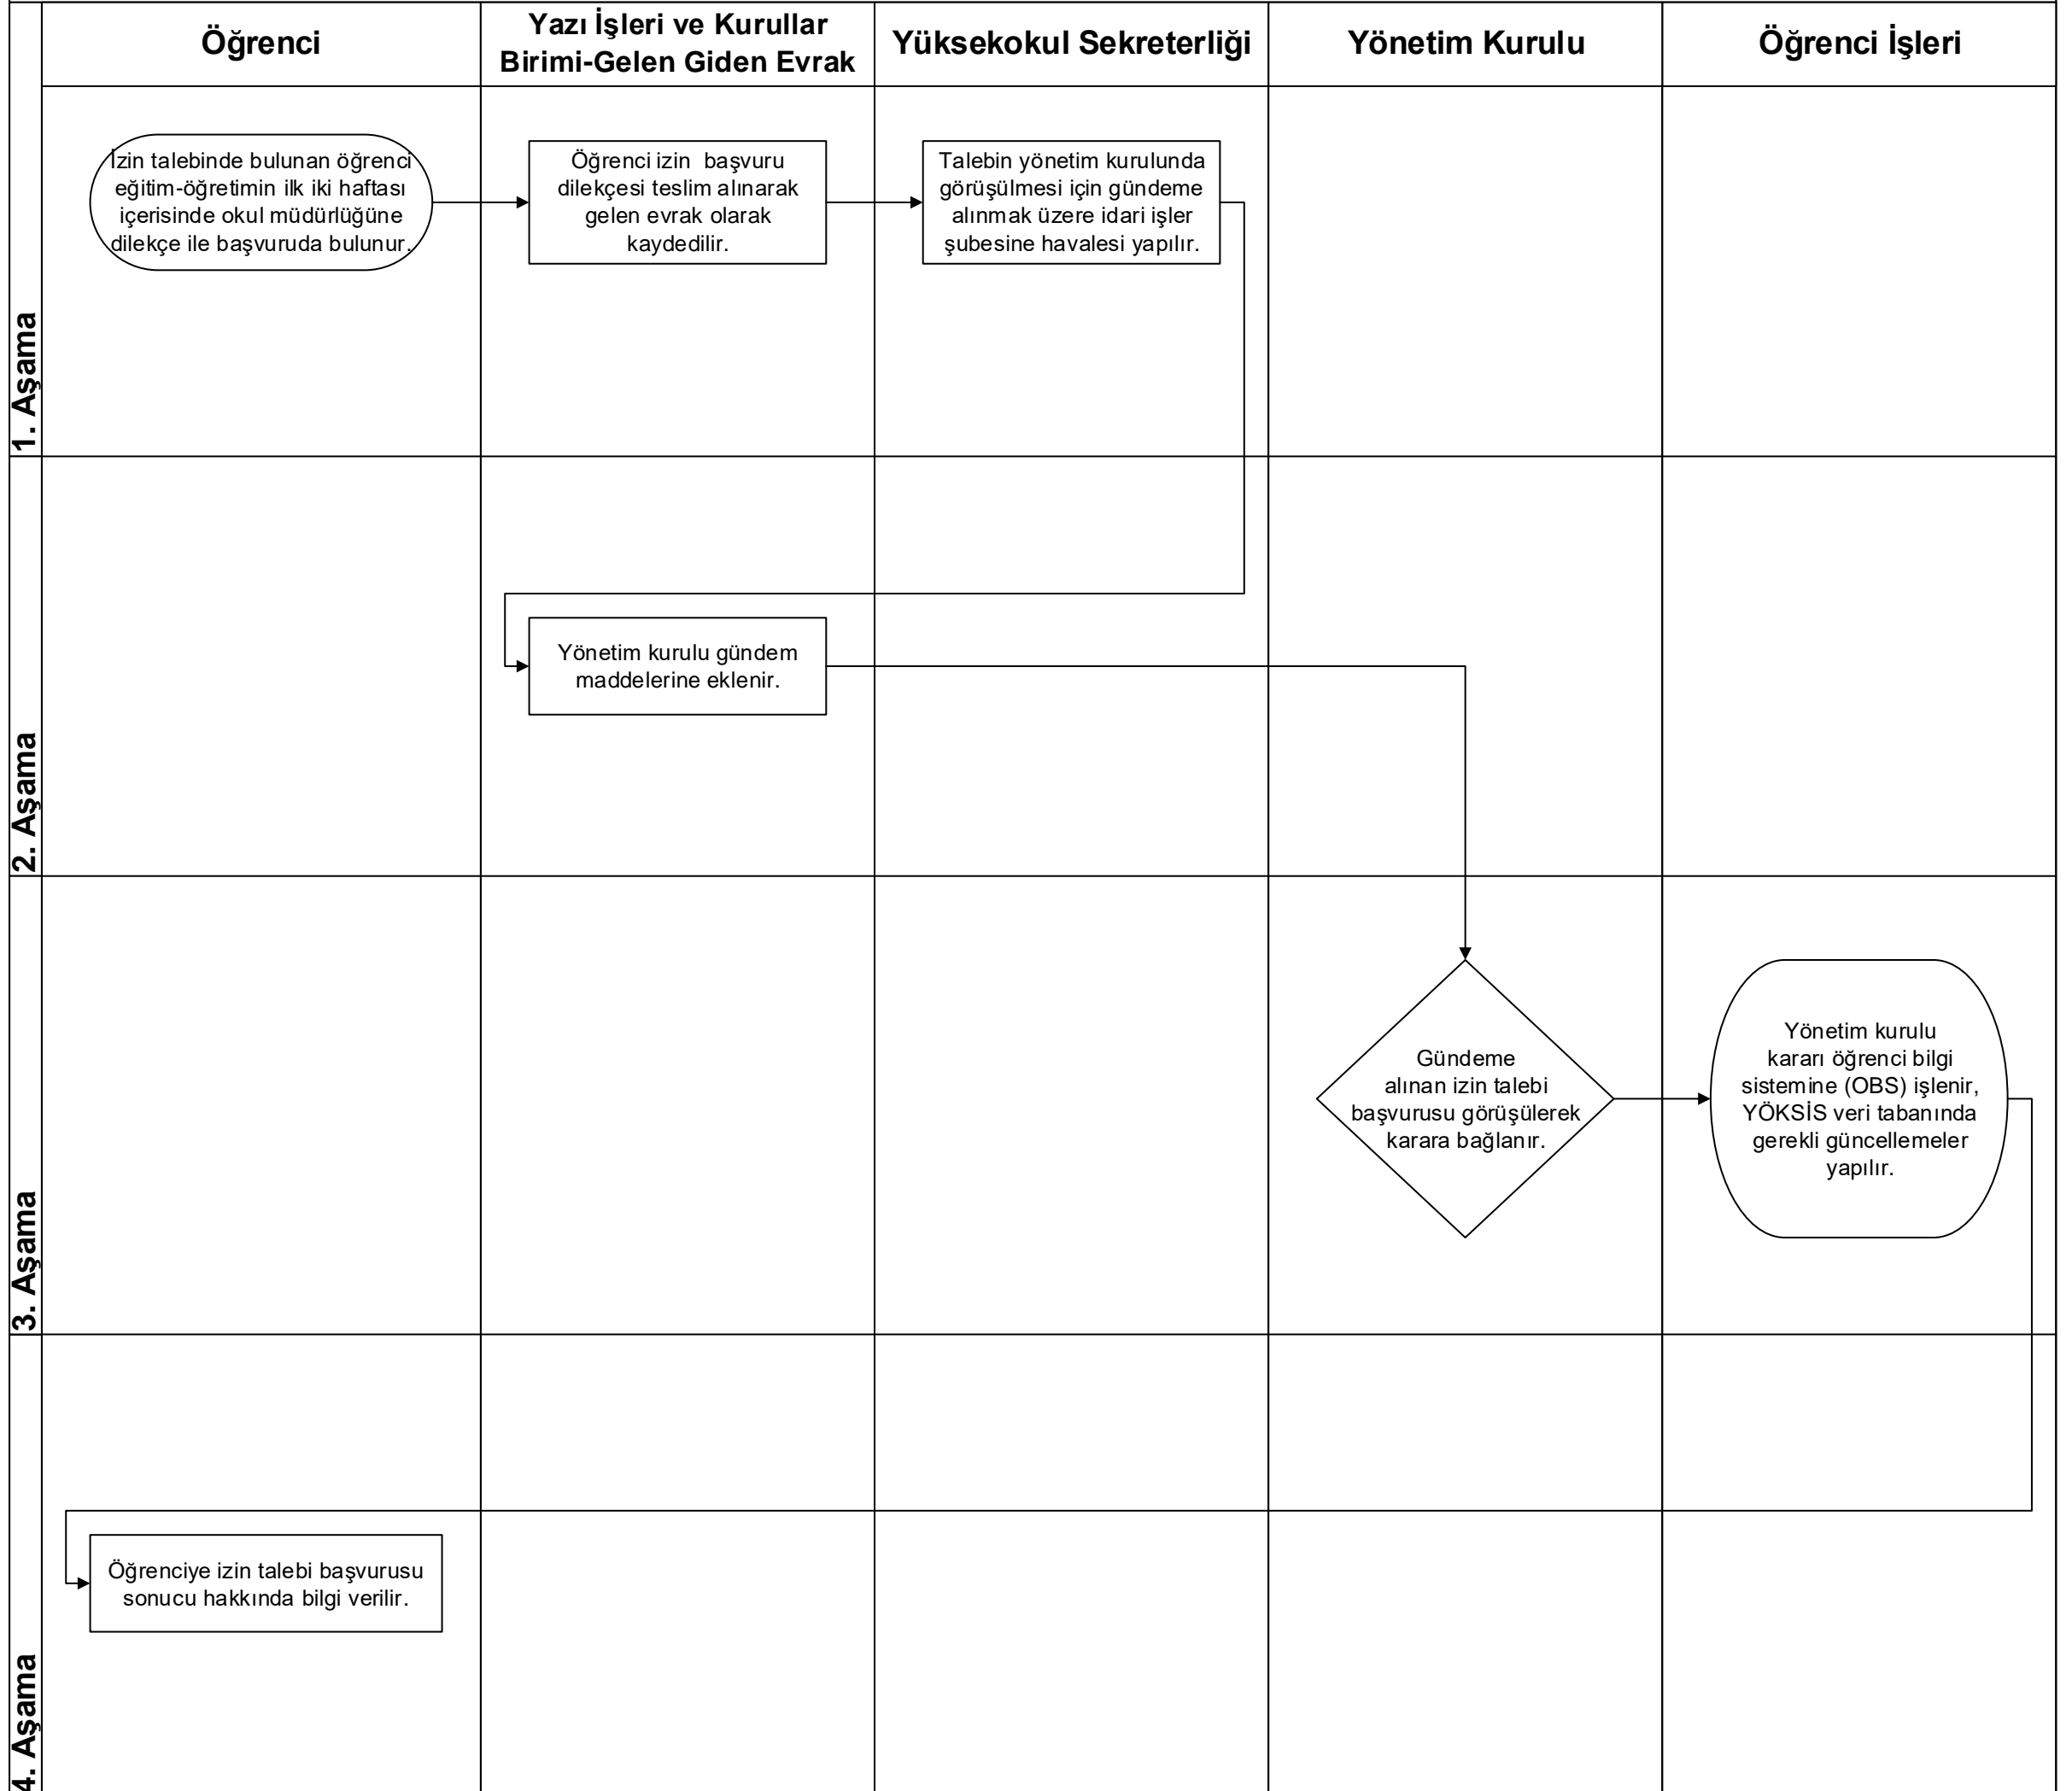 Öğrenci
Yazı İşleri ve Kurullar
Birimi-Gelen Giden Evrak
Yüksekokul Sekreterliği
Yönetim Kurulu
Öğrenci İşleri
1. Aşama
İzin talebinde bulunan öğrenci
eğitim-öğretimin ilk iki haftası
içerisinde okul müdürlüğüne
dilekçe ile başvuruda bulunur.
Öğrenci izin başvuru
dilekçesi teslim alınarak
gelen evrak olarak
kaydedilir.
Talebin yönetim kurulunda
görüşülmesi için gündeme
alınmak üzere idari işler
şubesine havalesi yapılır.
2. Aşama
Yönetim kurulu gündem
maddelerine eklenir.
3. Aşama
Gündeme
alınan izin talebi
başvurusu görüşülerek
karara bağlanır.
Yönetim kurulu
kararı öğrenci bilgi
sistemine (OBS) işlenir,
YÖKSİS veri tabanında
gerekli güncellemeler
yapılır.
4. Aşama
Öğrenciye izin talebi başvurusu
sonucu hakkında bilgi verilir.